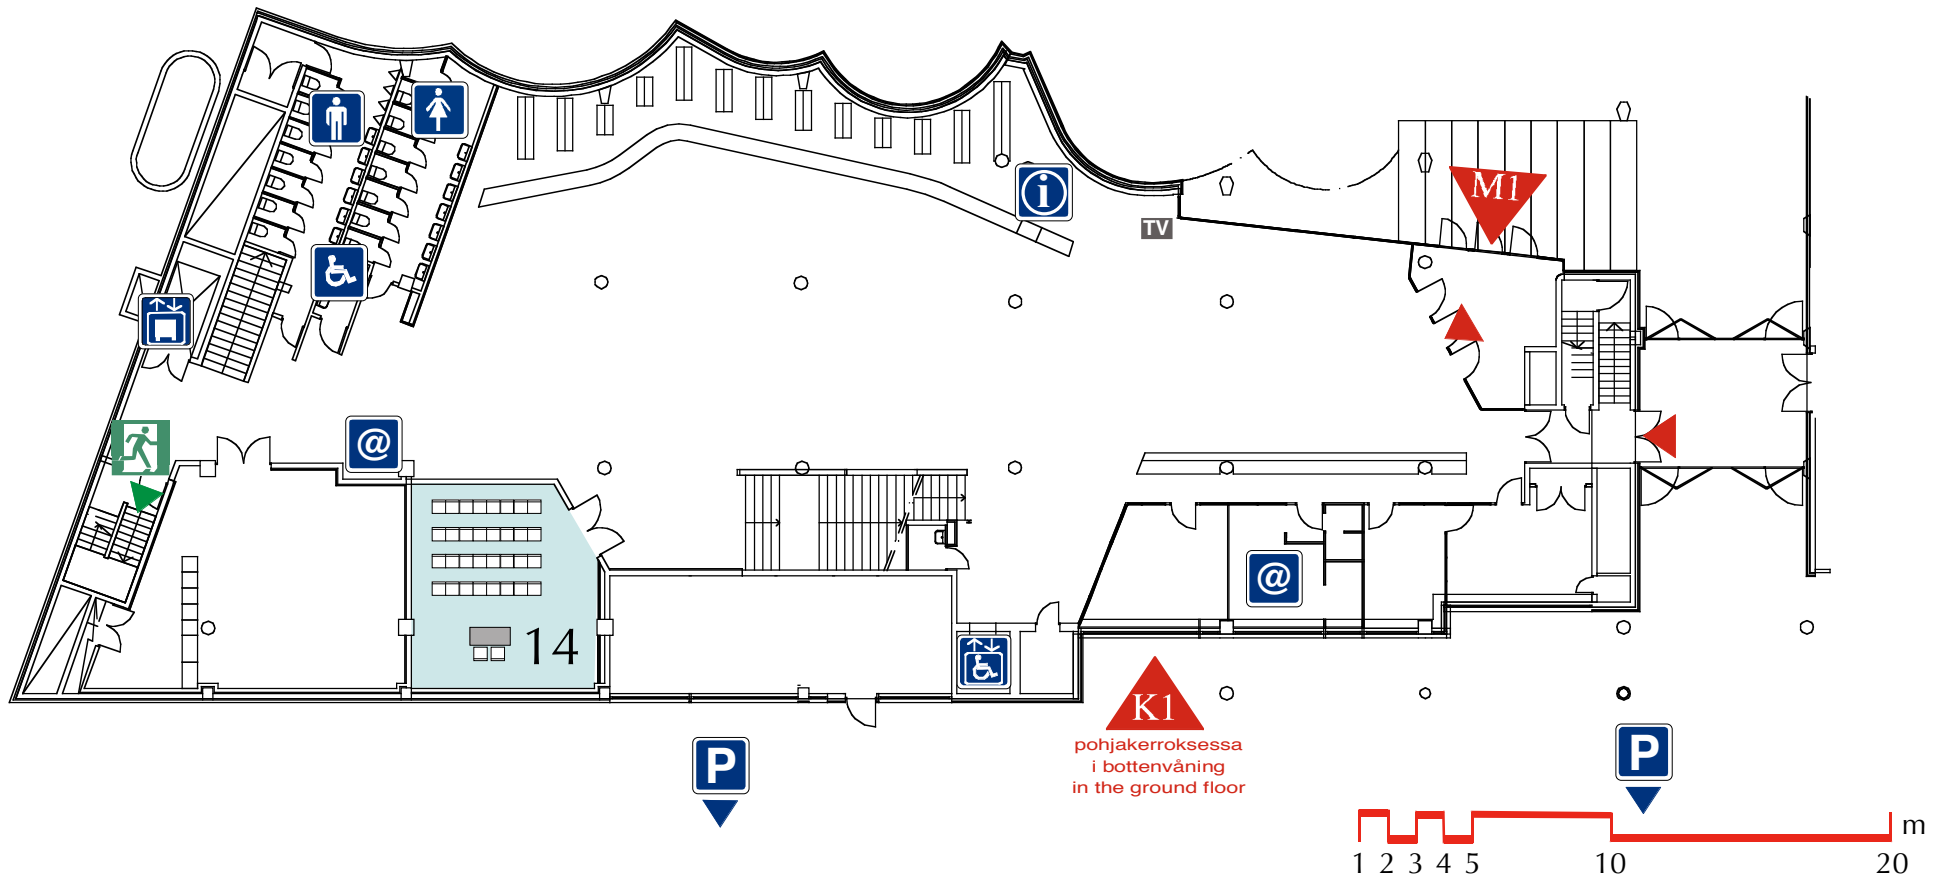 i
M1
TV
@
@
14
K1
pohjakerroksessa
i bottenvåning
in the ground floor
P
P
m
1 2 3 4 5 10 20